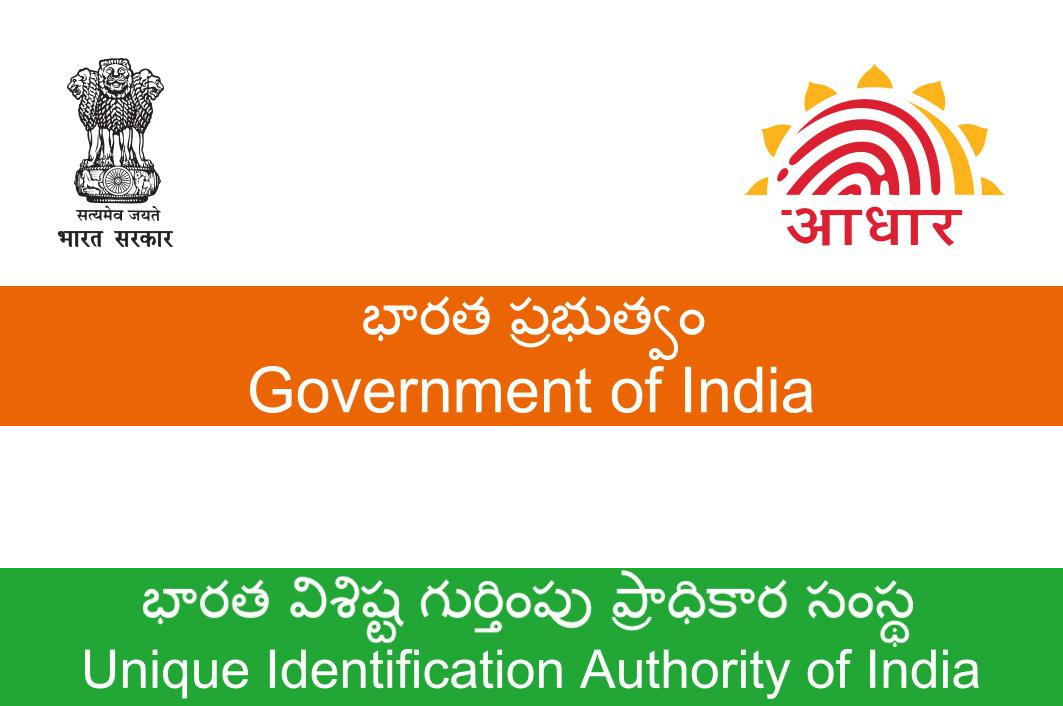 सत्यमेव जयते
भारत सरकार
आधार
భారత ప్రభుత్వం
Government of India
భారత విశిష్ట గుర్తింపు ప్రాధికార సంస్థ
Unique Identification Authority of India